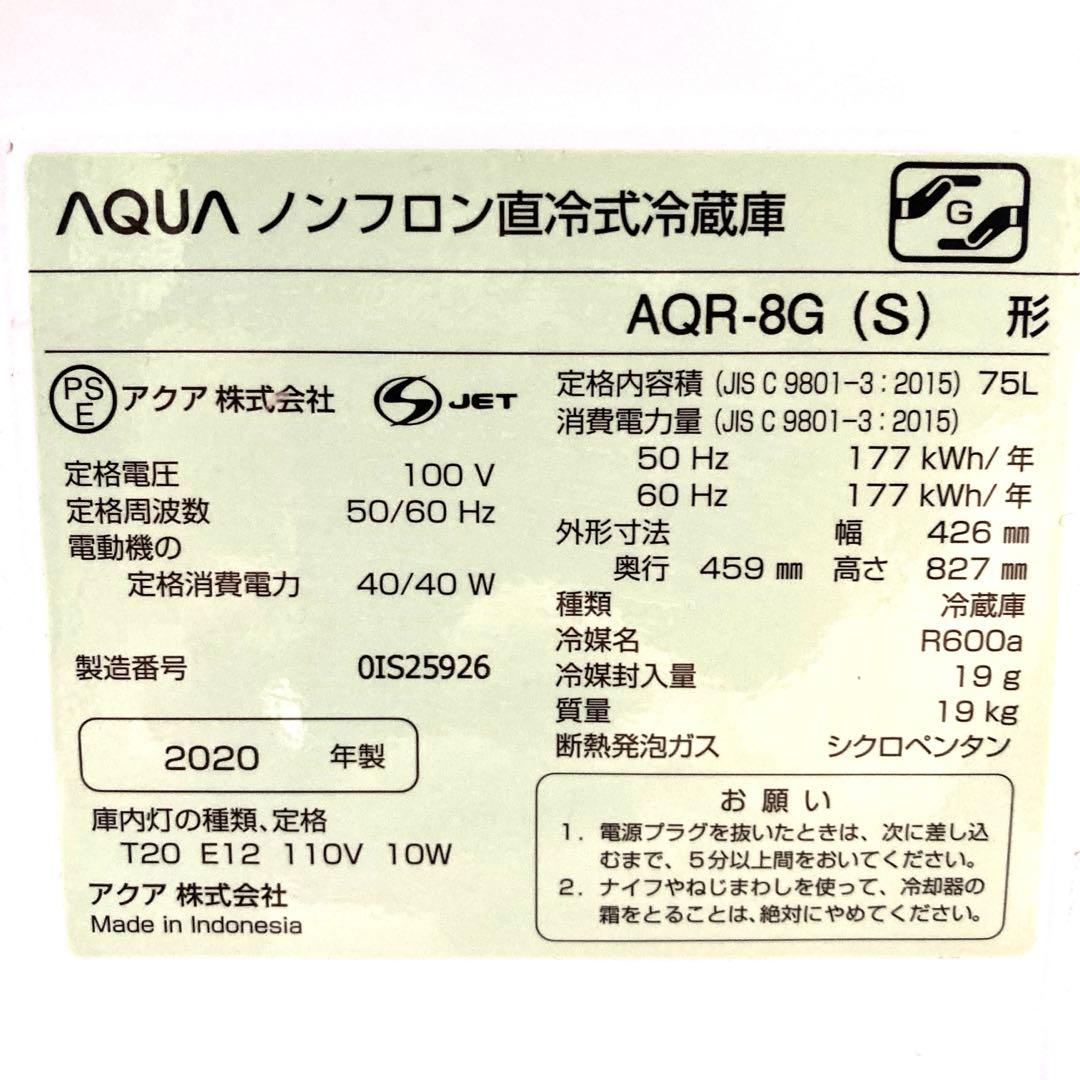 AQUA ノンフロン直冷式冷蔵庫
G
AQR-8G (S) 形
PS E アクア 株式会社 JET
定格電圧 100 V
定格周波数 50/60 Hz
電動機の
定格消費電力 40/40 W
製造番号 0IS25926
2020 年製
庫内灯の種類、定格
T20 E12 110V 10W
アクア 株式会社
Made in Indonesia
定格内容積 (JIS C 9801-3:2015) 75L
消費電力量 (JIS C 9801-3:2015)
50 Hz 177 kWh/年
60 Hz 177 kWh/年
外形寸法 幅 426 ㎜
奥行 459 ㎜ 高さ 827 ㎜
種類 冷蔵庫
冷媒名 R600a
冷媒封入量 19 g
質量 19 kg
断熱発泡ガス シクロペンタン
お願い
1. 電源プラグを抜いたときは、次に差し込
むまで、5分以上間をおいてください。
2. ナイフやねじまわしを使って、冷却器の
霜をとることは、絶対にやめてください。